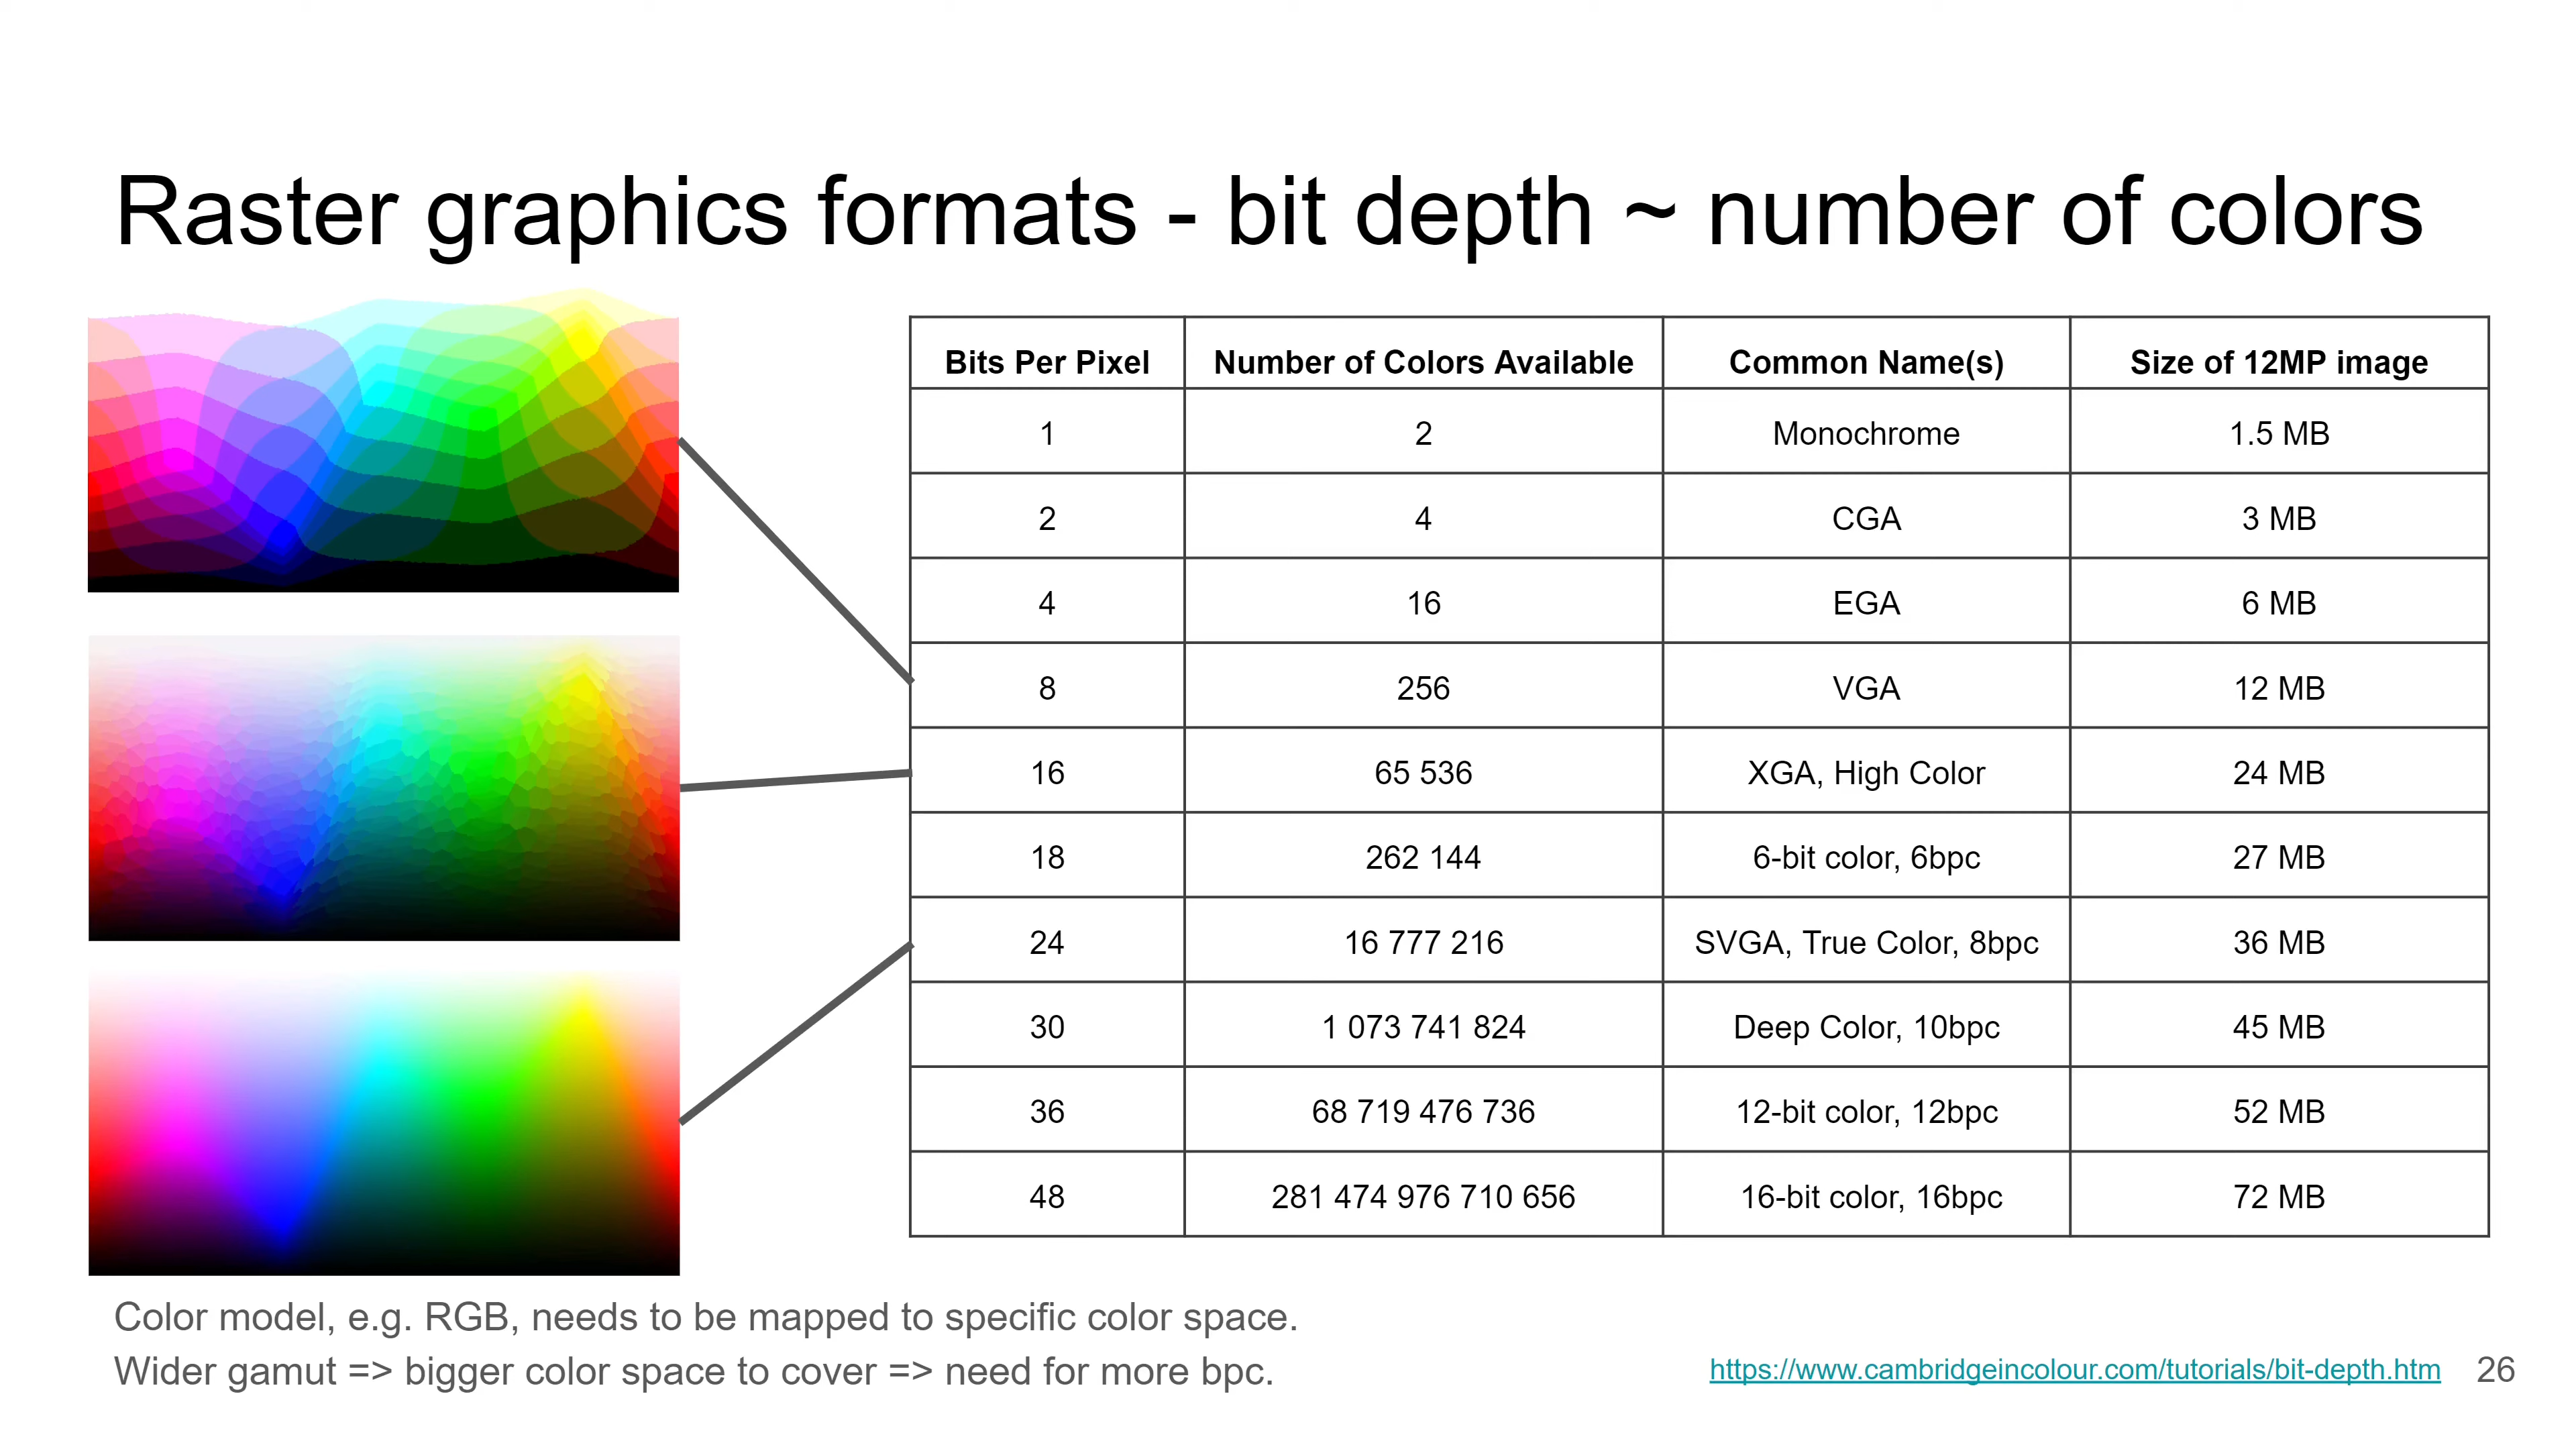 Raster graphics formats - bit depth ~ number of colors
Bits Per Pixel Number of Colors Available Common Name(s) Size of 12MP image
1 2 Monochrome 1.5 MB
2 4 CGA 3 MB
4 16 EGA 6 MB
8 256 VGA 12 MB
16 65 536 XGA, High Color 24 MB
18 262 144 6-bit color, 6bpc 27 MB
24 16 777 216 SVGA, True Color, 8bpc 36 MB
30 1 073 741 824 Deep Color, 10bpc 45 MB
36 68 719 476 736 12-bit color, 12bpc 52 MB
48 281 474 976 710 656 16-bit color, 16bpc 72 MB
Color model, e.g. RGB, needs to be mapped to specific color space.
Wider gamut => bigger color space to cover => need for more bpc.
https://www.cambridgeincolour.com/tutorials/bit-depth.htm 26